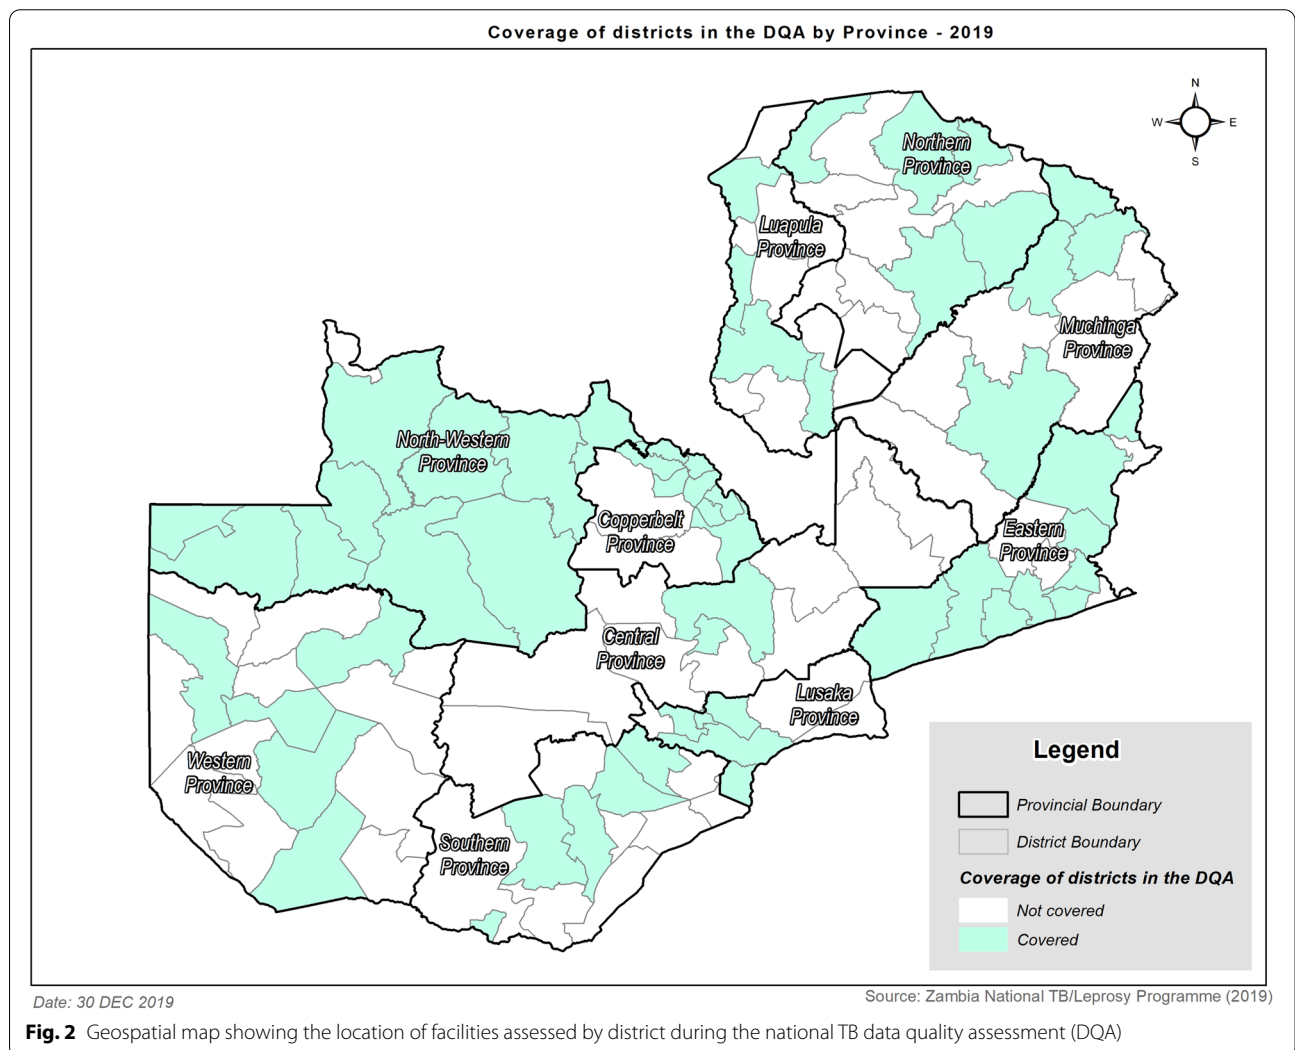 Coverage of districts in the DQA by Province - 2019
N
W
E
S
Northern
Province
Luapula
Province
Muchinga
Province
North-Western
Province
Copperbelt
Province
Eastern
Province
Central
Province
Lusaka
Province
Western
Province
Southern
Province
Legend
Provincial Boundary
District Boundary
Coverage of districts in the DQA
Not covered
Covered
Date: 30 DEC 2019
Source: Zambia National TB/Leprosy Programme (2019)
Fig. 2 Geospatial map showing the location of facilities assessed by district during the national TB data quality assessment (DQA)